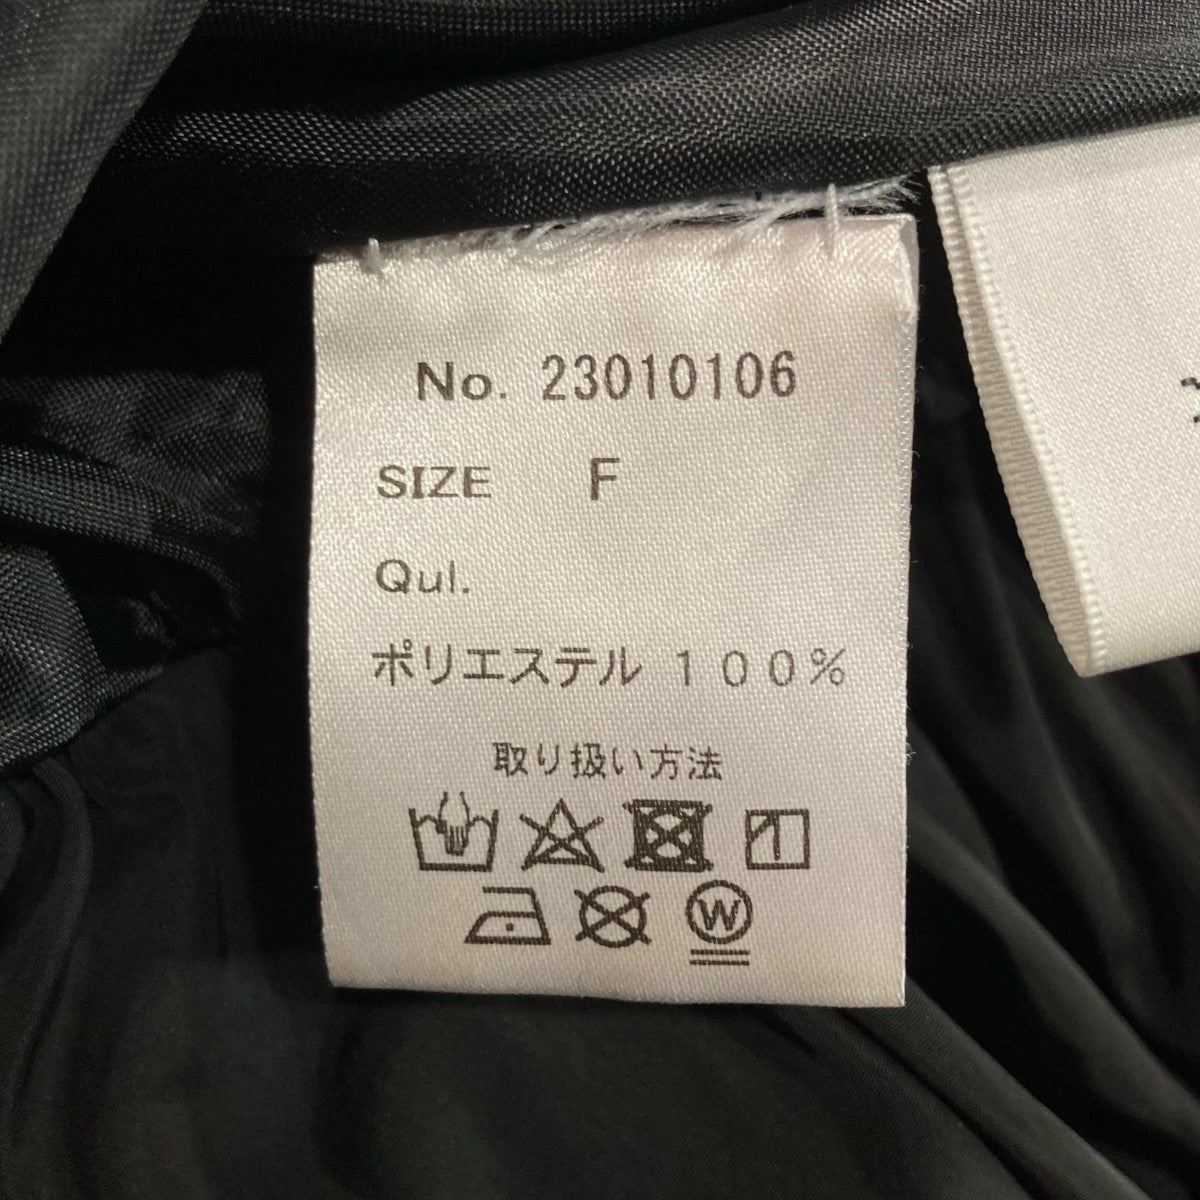 No. 23010106
SIZE F
Qul.
ポリエステル 100%
取り扱い方法
W